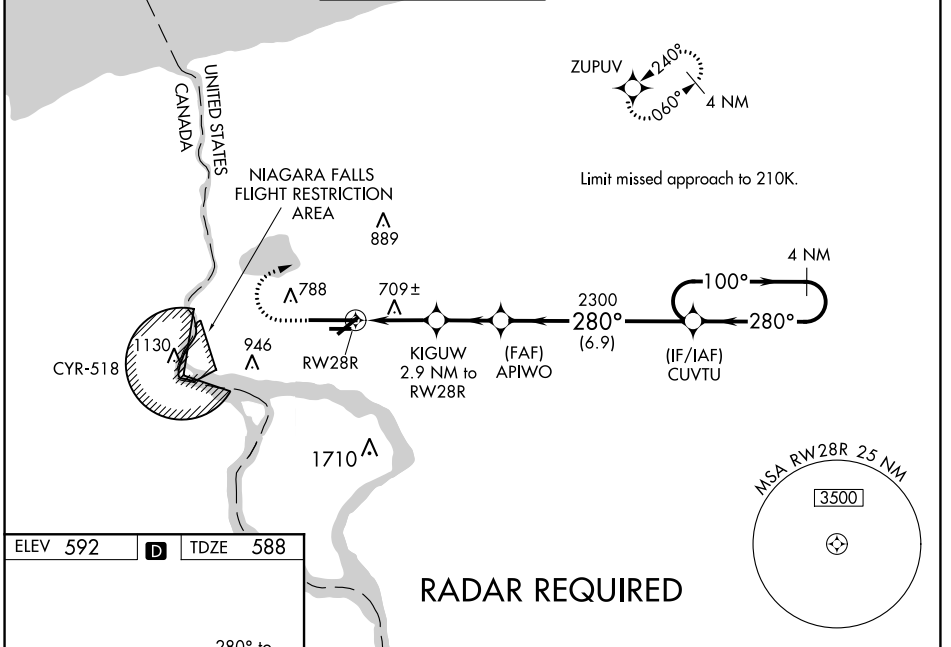 UNITED STATES
CANADA
ZUPUV
240°
060°
4 NM
Limit missed approach to 210K.
NIAGARA FALLS
FLIGHT RESTRICTION
AREA
889
788
709±
4 NM
100°
2300
280°
(6.9)
280°
1130
946
CYR-518
RW28R
KIGUW
2.9 NM to
RW28R
(FAF)
APIWO
(IF/IAF)
CUVTU
1710
MSA RW28R 25 NM
3500
ELEV 592
D
TDZE 588
RADAR REQUIRED
280° to